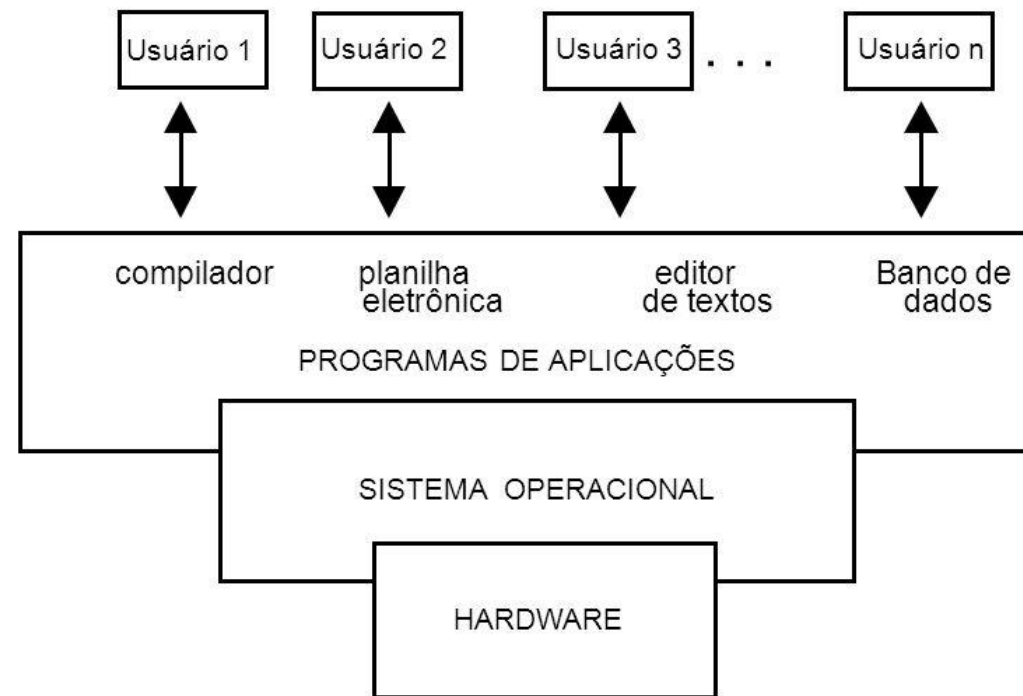 Usuário 1 Usuário 2 Usuário 3 . . . Usuário n
compilador planilha editor Banco de
eletrônica de textos dados
PROGRAMAS DE APLICAÇÕES
SISTEMA OPERACIONAL
HARDWARE